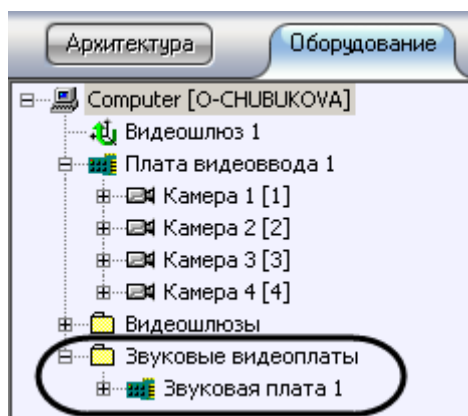 Архитектура Оборудование
Computer [O-CHUBUKOVA]
Видеошлюз 1
Плата видеоввода 1
Камера 1 [1]
Камера 2 [2]
Камера 3 [3]
Камера 4 [4]
Видеошлюзы
Звуковые видеоплаты
Звуковая плата 1